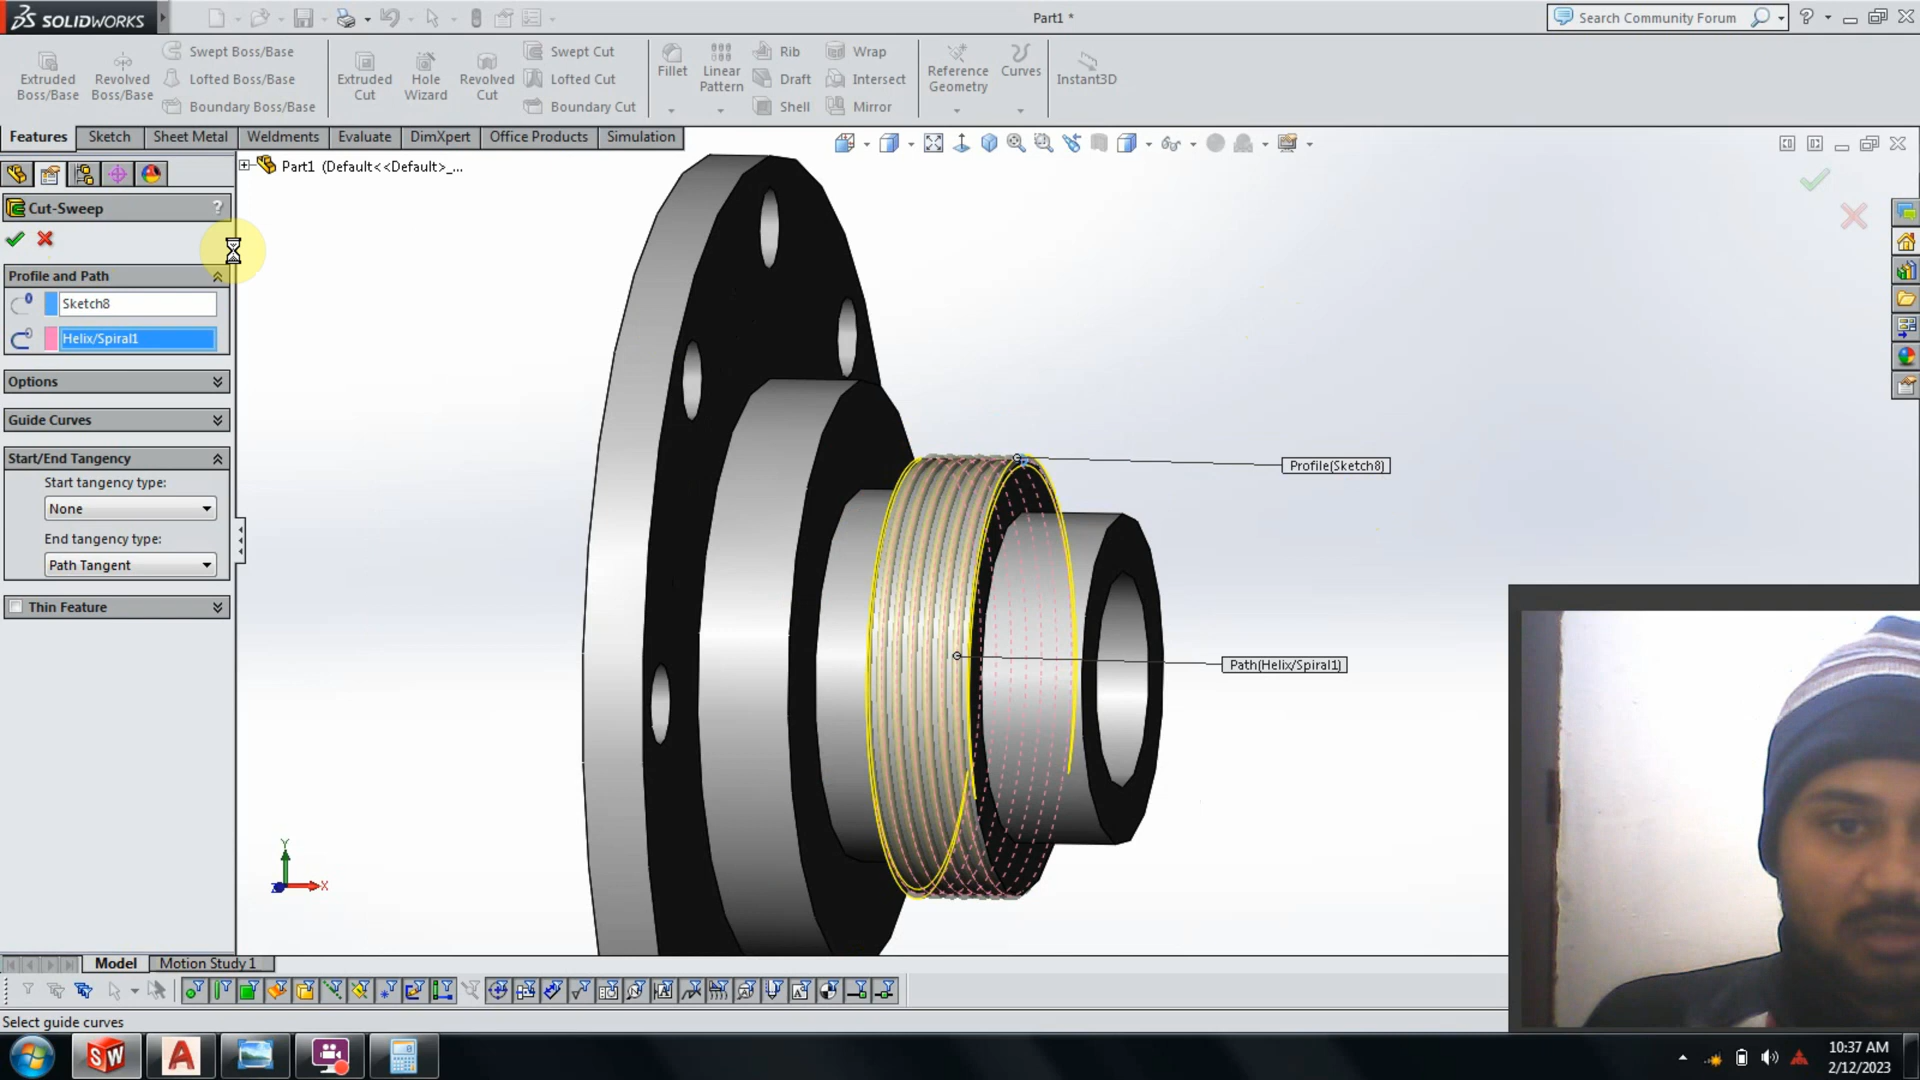 SOLIDWORKS
Part1 *
Search Community Forum
Extruded Boss/Base
Revolved Boss/Base
Swept Boss/Base
Lofted Boss/Base
Boundary Boss/Base
Extruded Cut
Hole Wizard
Revolved Cut
Swept Cut
Lofted Cut
Boundary Cut
Fillet
Linear Pattern
Rib
Draft
Shell
Wrap
Intersect
Mirror
Reference Geometry
Curves
Instant3D
Features
Sketch
Sheet Metal
Weldments
Evaluate
DimXpert
Office Products
Simulation
Part1 (Default<<Default>_...
Cut-Sweep
?
Profile and Path
Sketch8
Helix/Spiral1
Options
Guide Curves
Start/End Tangency
Start tangency type:
None
End tangency type:
Path Tangent
Thin Feature
Profile(Sketch8)
Path(Helix/Spiral1)
Y
X
Z
Model
Motion Study 1
Select guide curves
SW
10:37 AM
2/12/2023